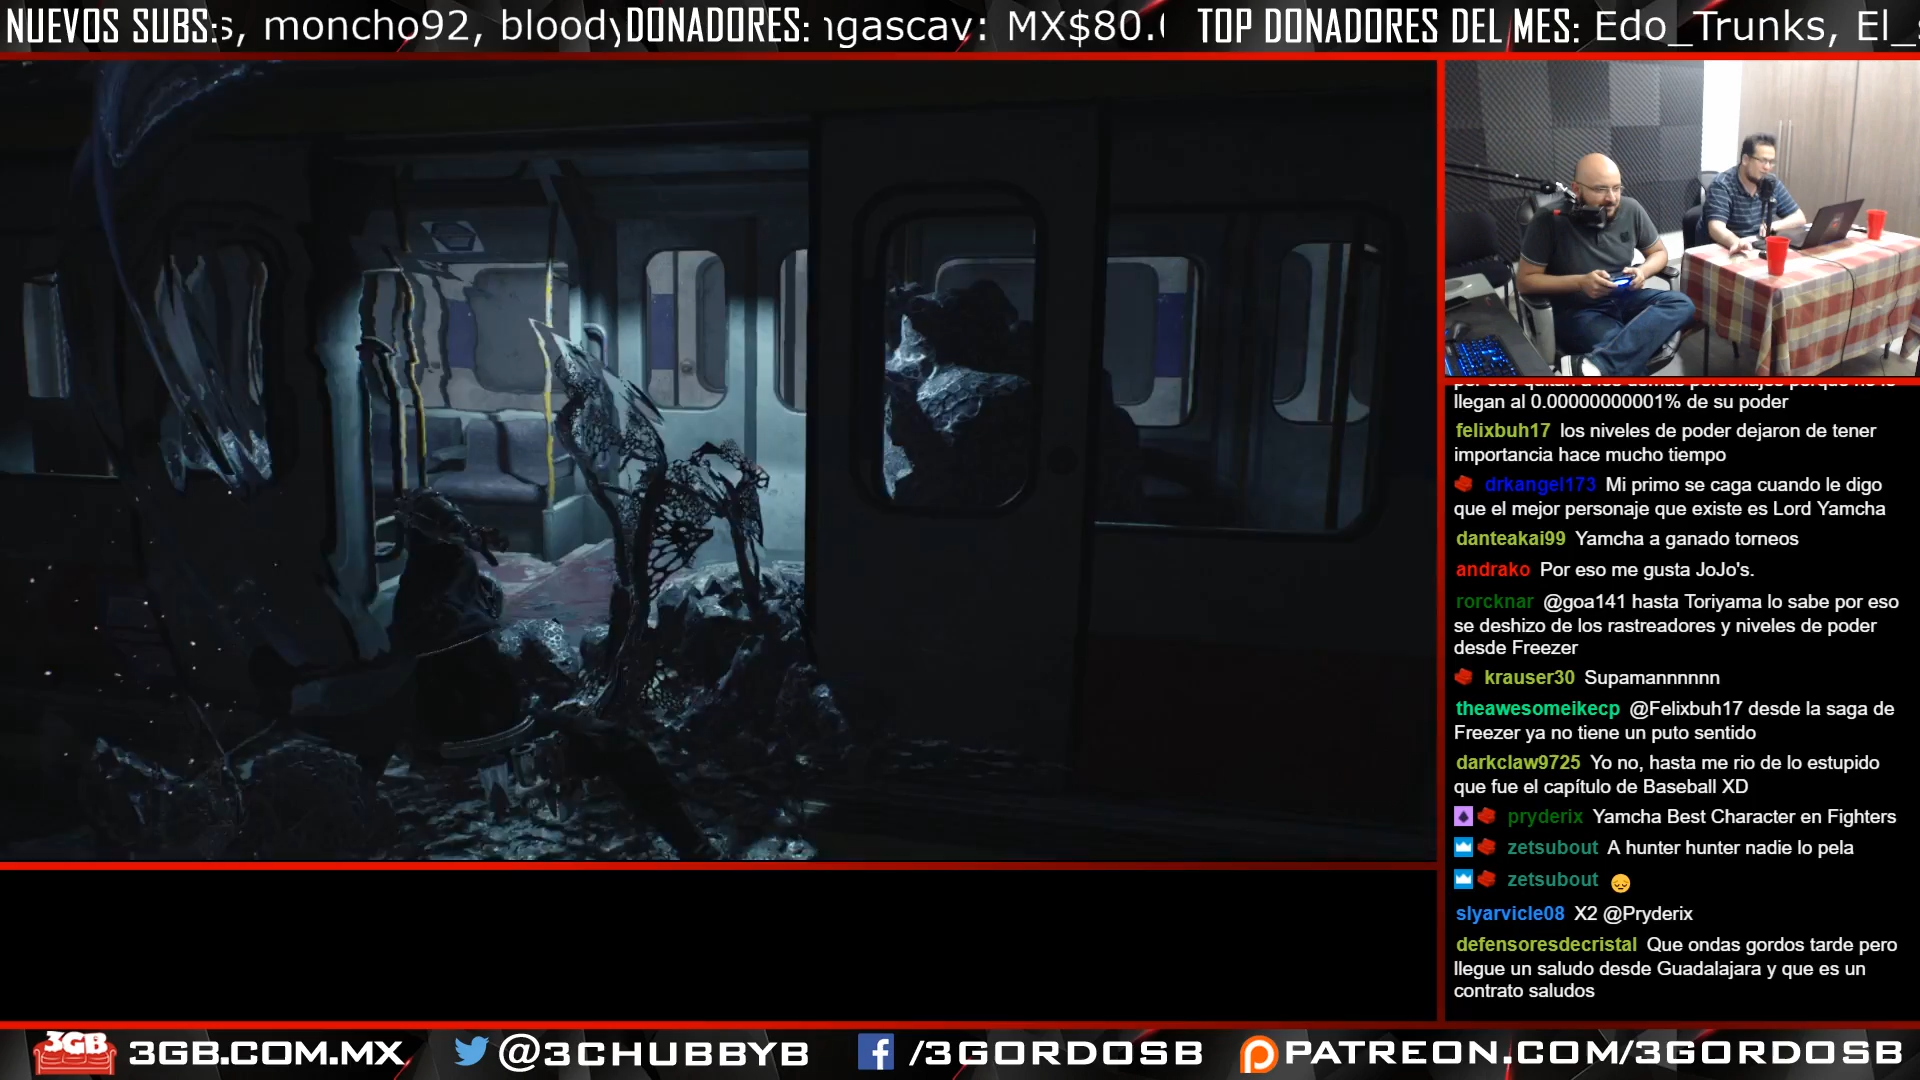 NUEVOS SUBS: s, moncho92, bloody DONADORES: ngascav: MX$80. TOP DONADORES DEL MES: Edo_Trunks, El_s
llegan al 0.00000000001% de su poder
felixbuh17 los niveles de poder dejaron de tener
importancia hace mucho tiempo
drkangel173 Mi primo se caga cuando le digo
que el mejor personaje que existe es Lord Yamcha
danteakai99 Yamcha a ganado torneos
andrako Por eso me gusta JoJo's.
rorcknar @goa141 hasta Toriyama lo sabe por eso
se deshizo de los rastreadores y niveles de poder
desde Freezer
krauser30 Supamannnnnn
theawesomeikecp @Felixbuh17 desde la saga de
Freezer ya no tiene un puto sentido
darkclaw9725 Yo no, hasta me rio de lo estupido
que fue el capítulo de Baseball XD
pryderix Yamcha Best Character en Fighters
zetsubout A hunter hunter nadie lo pela
zetsubout
slyarvicle08 X2 @Pryderix
defensoresdecristal Que ondas gordos tarde pero
llegue un saludo desde Guadalajara y que es un
contrato saludos
3GB 3GB.COM.MX @3CHUBBYB /3GORDOSB PATREON.COM/3GORDOSB